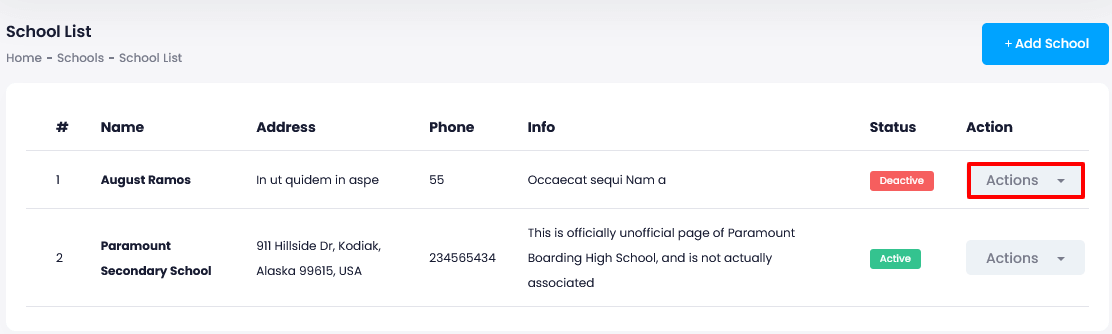 School List
+ Add School
Home - Schools - School List
# Name Address Phone Info Status Action
1 August Ramos In ut quidem in aspe 55 Occaecat sequi Nam a Deactive Actions
2
Paramount
Secondary School
911 Hillside Dr, Kodiak,
Alaska 99615, USA
234565434
This is officially unofficial page of Paramount
Boarding High School, and is not actually
associated
Active
Actions